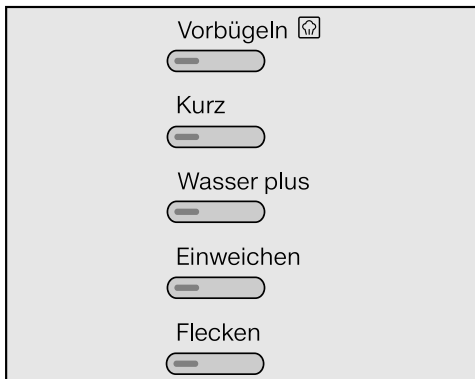 Vorbügeln
Kurz
Wasser plus
Einweichen
Flecken